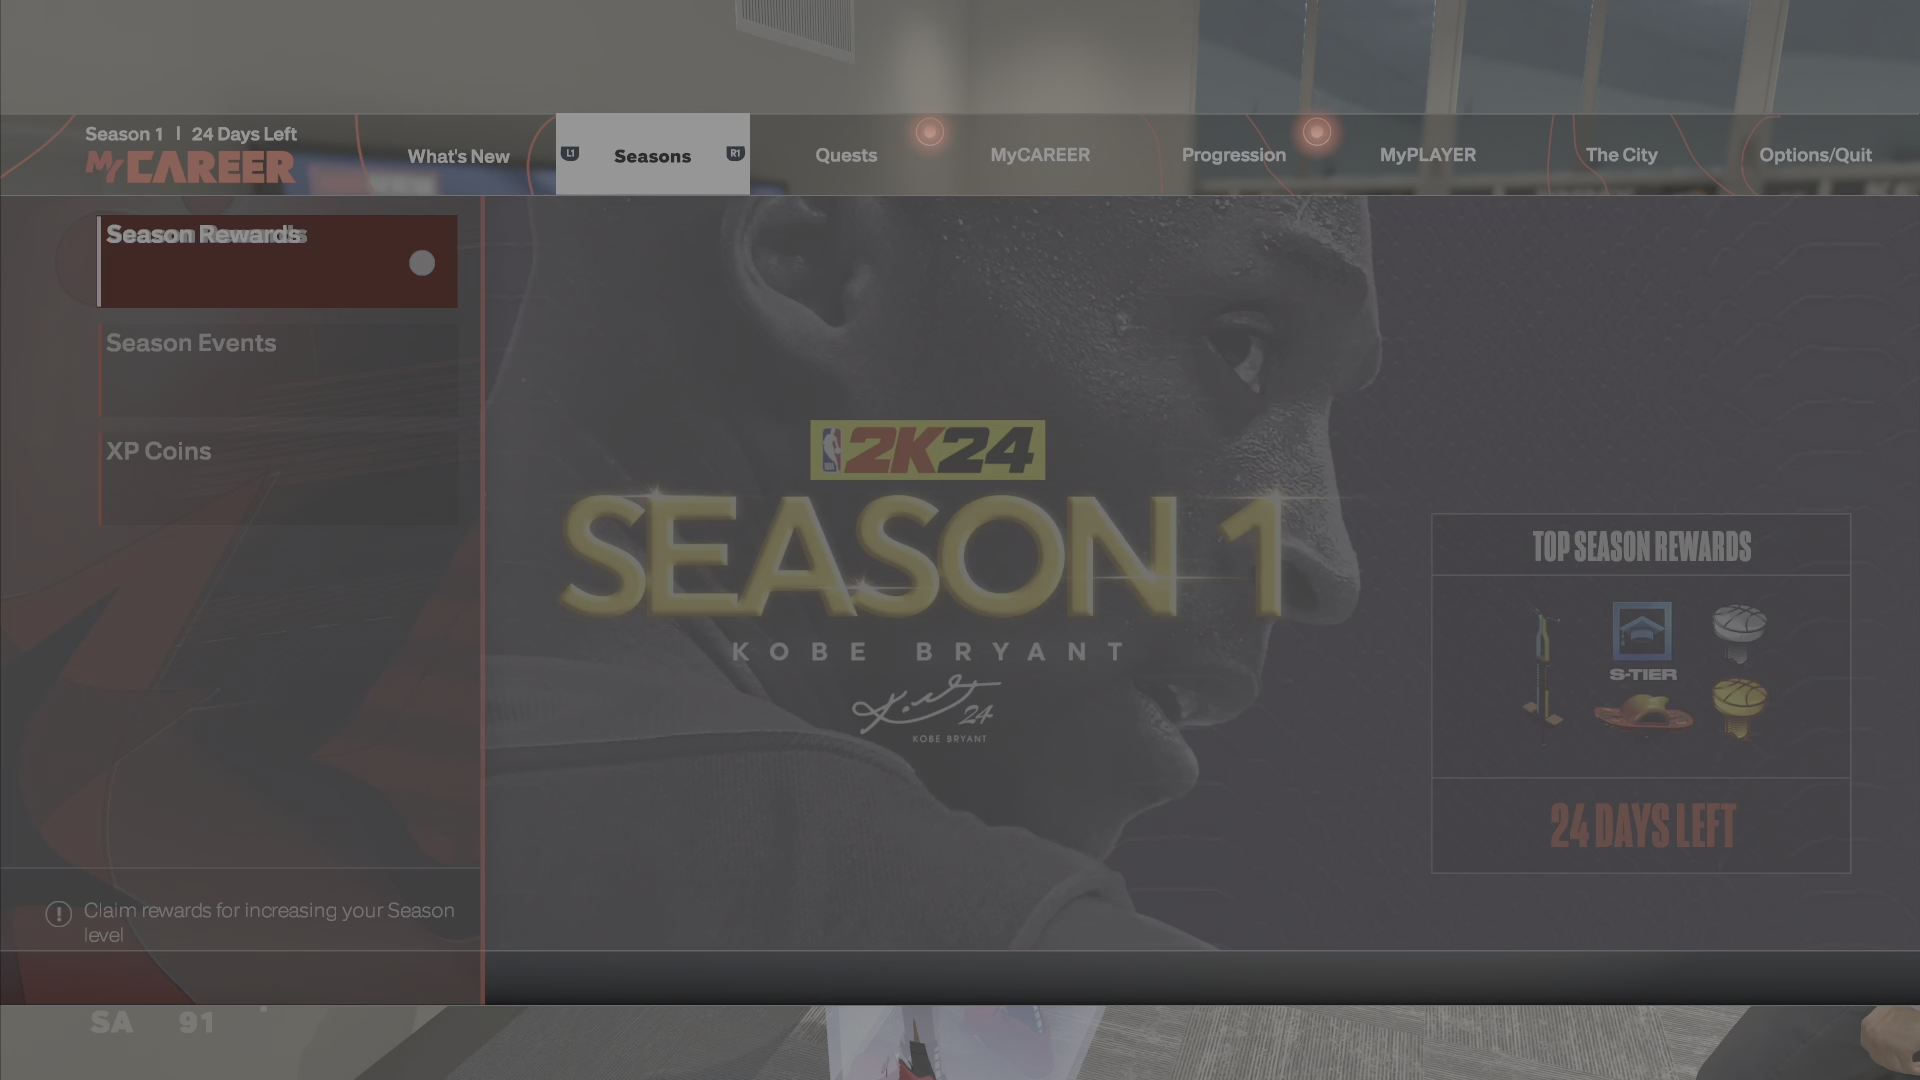 Season 1 | 24 Days Left
MyCAREER
What's New
L1
Seasons
R1
Quests
MyCAREER
Progression
MyPLAYER
The City
Options/Quit
Season Rewards
Season Events
XP Coins
2K24
SEASON 1
KOBE BRYANT
24
KOBE BRYANT
TOP SEASON REWARDS
S-TIER
24 DAYS LEFT
Claim rewards for increasing your Season
level
SA 91